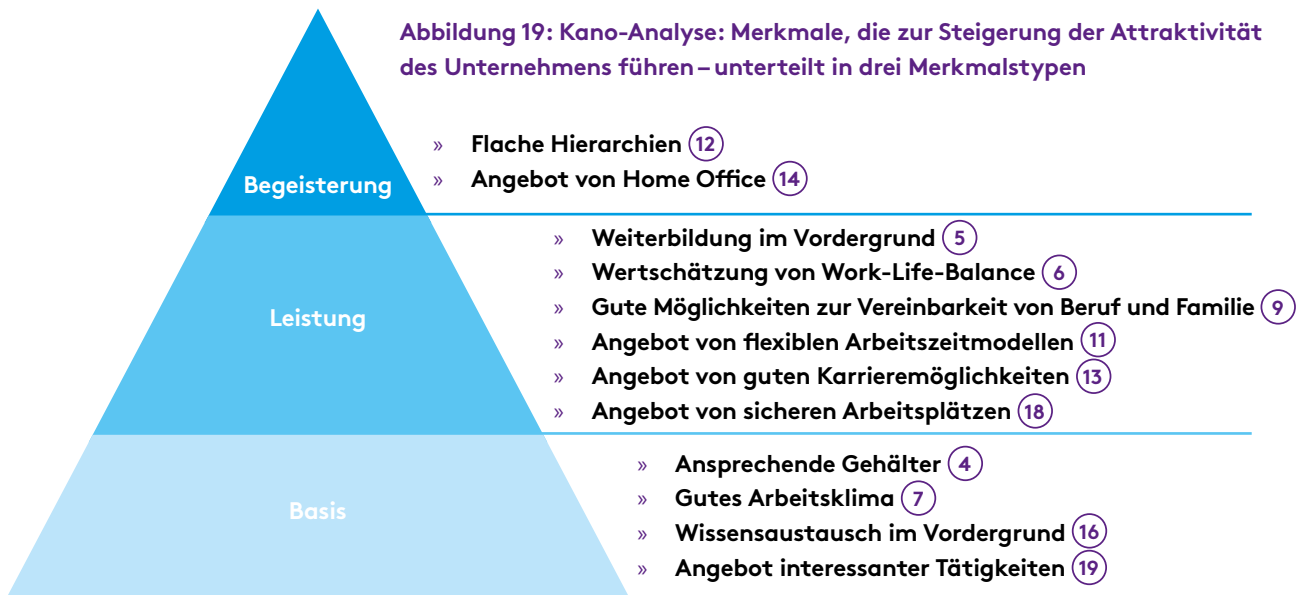 Abbildung 19: Kano-Analyse: Merkmale, die zur Steigerung der Attraktivität
des Unternehmens führen – unterteilt in drei Merkmalstypen
Begeisterung
» Flache Hierarchien 12
» Angebot von Home Office 14
Leistung
» Weiterbildung im Vordergrund 5
» Wertschätzung von Work-Life-Balance 6
» Gute Möglichkeiten zur Vereinbarkeit von Beruf und Familie 9
» Angebot von flexiblen Arbeitszeitmodellen 11
» Angebot von guten Karrieremöglichkeiten 13
» Angebot von sicheren Arbeitsplätzen 18
Basis
» Ansprechende Gehälter 4
» Gutes Arbeitsklima 7
» Wissensaustausch im Vordergrund 16
» Angebot interessanter Tätigkeiten 19